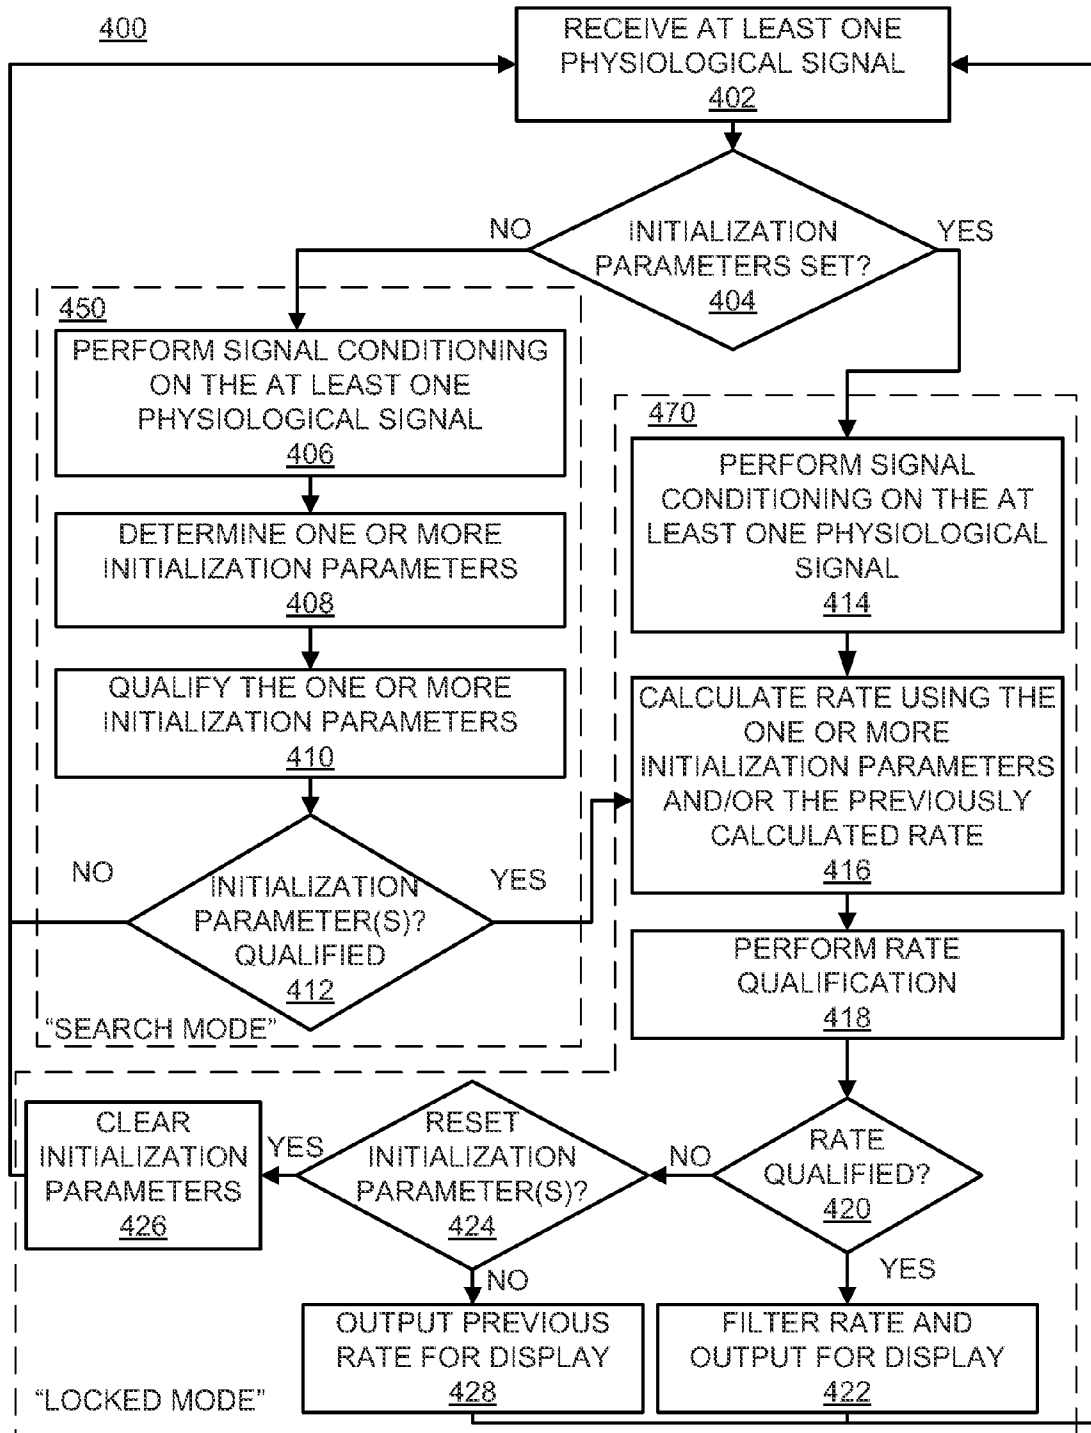 400
RECEIVE AT LEAST ONE
PHYSIOLOGICAL SIGNAL
402
NO
INITIALIZATION
PARAMETERS SET?
404
YES
450
PERFORM SIGNAL CONDITIONING
ON THE AT LEAST ONE
PHYSIOLOGICAL SIGNAL
406
DETERMINE ONE OR MORE
INITIALIZATION PARAMETERS
408
QUALIFY THE ONE OR MORE
INITIALIZATION PARAMETERS
410
NO
INITIALIZATION
PARAMETER(S)?
QUALIFIED
412
YES
"SEARCH MODE"
470
PERFORM SIGNAL
CONDITIONING ON THE AT
LEAST ONE PHYSIOLOGICAL
SIGNAL
414
CALCULATE RATE USING THE
ONE OR MORE
INITIALIZATION PARAMETERS
AND/OR THE PREVIOUSLY
CALCULATED RATE
416
PERFORM RATE
QUALIFICATION
418
RATE
QUALIFIED?
420
NO
YES
RESET
INITIALIZATION
PARAMETER(S)?
424
YES
NO
CLEAR
INITIALIZATION
PARAMETERS
426
OUTPUT PREVIOUS
RATE FOR DISPLAY
428
FILTER RATE AND
OUTPUT FOR DISPLAY
422
"LOCKED MODE"